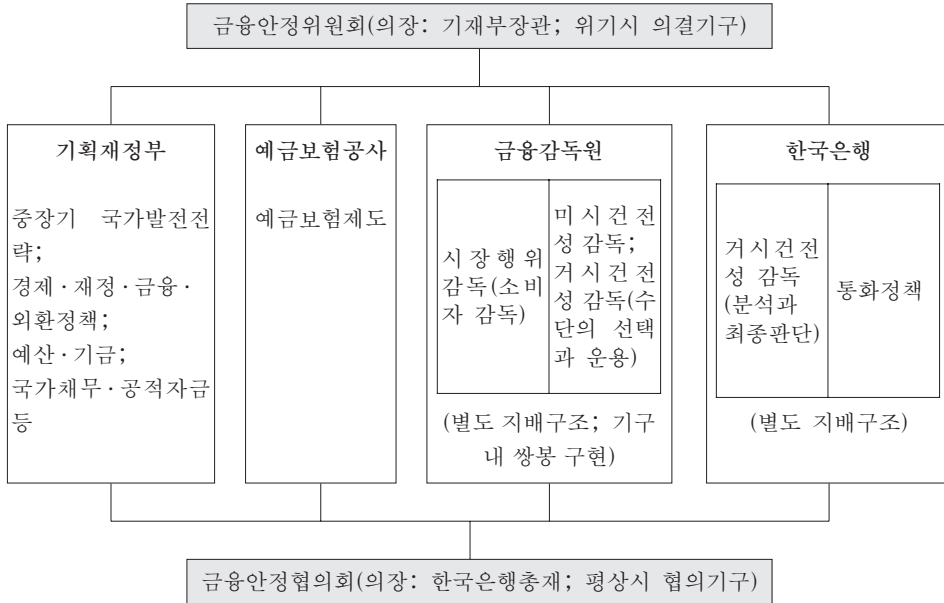 금융안정위원회(의장: 기재부장관; 위기시 의결기구)
기획재정부
중장기 국가발전전
략;
경제·재정·금융·
외환정책;
예산·기금;
국가채무·공적자금
등
예금보험공사
예금보험제도
금융감독원
시장행위
감독(소비
자 감독)
미시건전
성 감독;
거시건전
성 감독(수
단의 선택
과 운용)
(별도 지배구조; 기구
내 쌍봉 구현)
한국은행
거시건전
성 감독
(분석과
최종판단)
통화정책
(별도 지배구조)
금융안정협의회(의장: 한국은행총재; 평상시 협의기구)